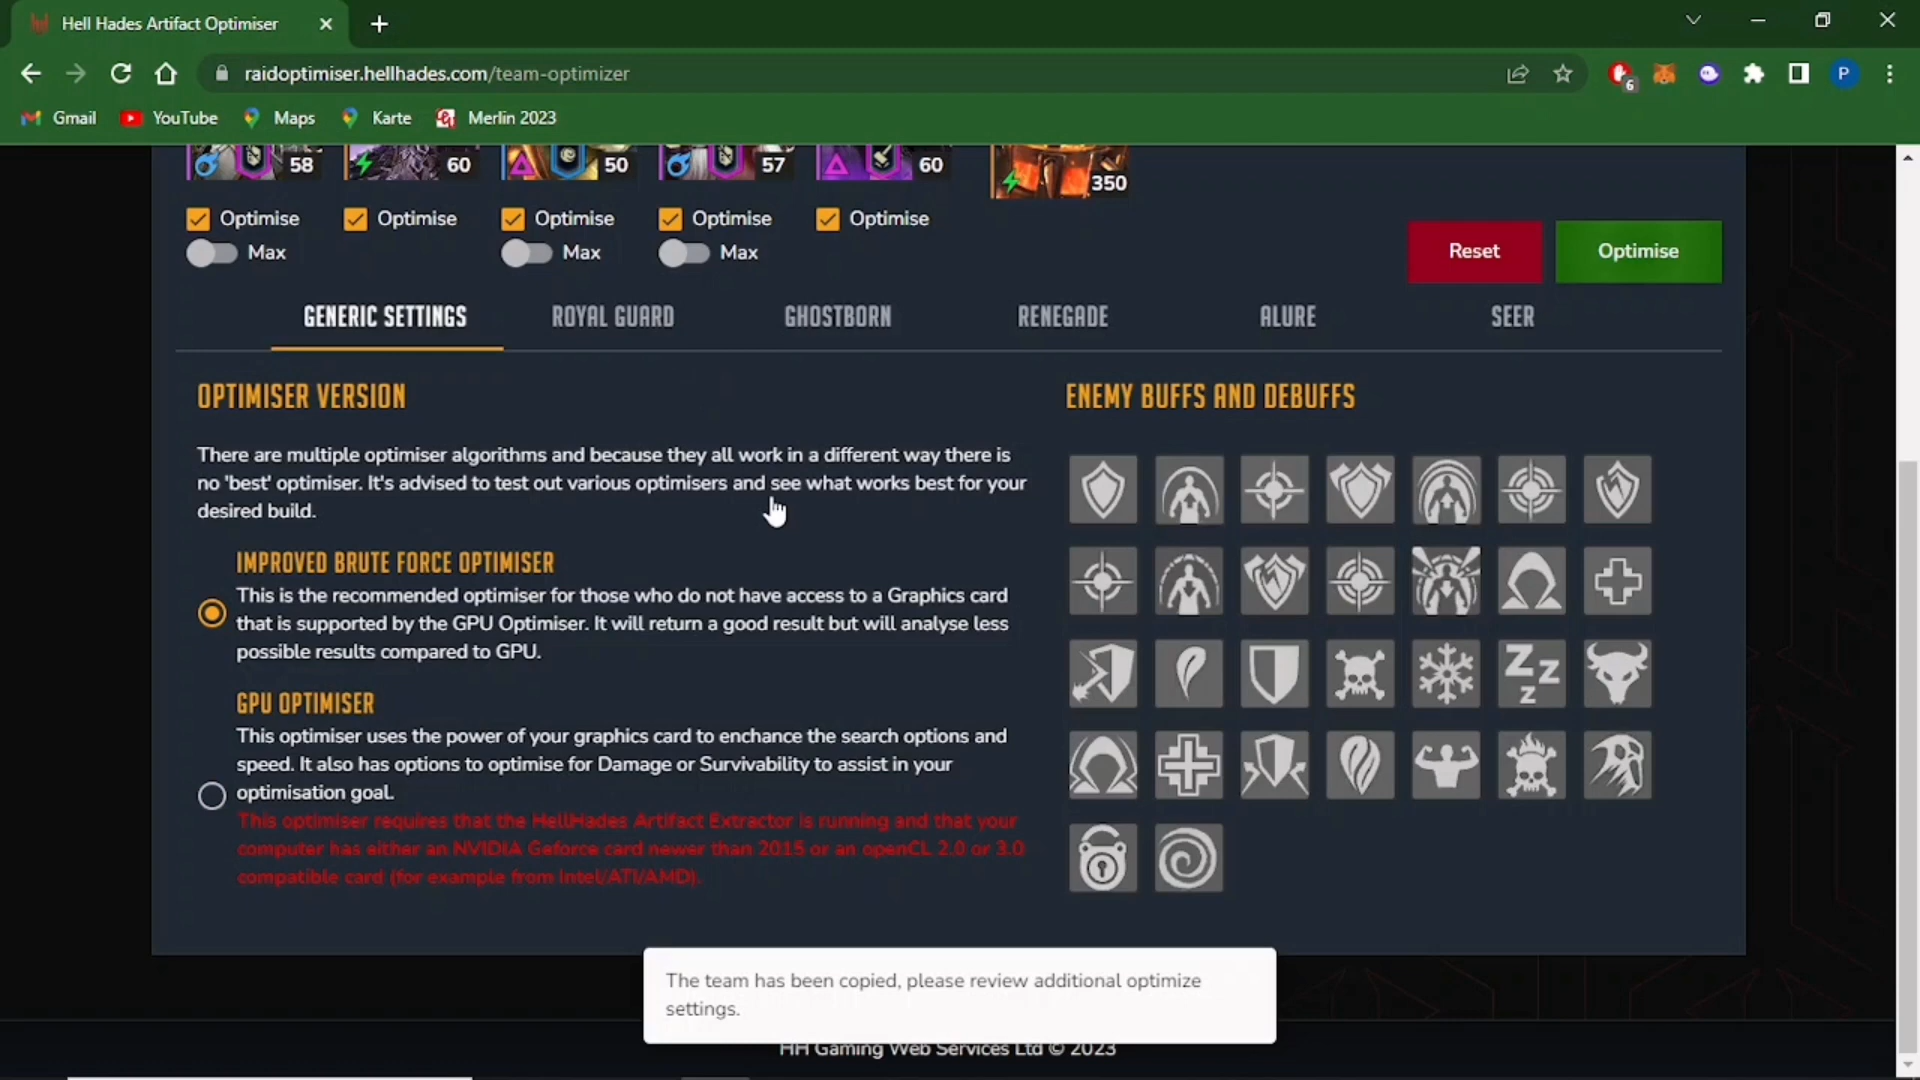 Hell Hades Artifact Optimiser
raidoptimiser.hellhades.com/team-optimizer
6
P
Gmail
YouTube
Maps
Karte
Merlin 2023
58
60
50
57
60
350
Optimise
Optimise
Optimise
Optimise
Optimise
Max
Max
Max
Reset
Optimise
GENERIC SETTINGS
ROYAL GUARD
GHOSTBORN
RENEGADE
ALURE
SEER
OPTIMISER VERSION
There are multiple optimiser algorithms and because they all work in a different way there is
no 'best' optimiser. It's advised to test out various optimisers and see what works best for your
desired build.
IMPROVED BRUTE FORCE OPTIMISER
This is the recommended optimiser for those who do not have access to a Graphics card
that is supported by the GPU Optimiser. It will return a good result but will analyse less
possible results compared to GPU.
GPU OPTIMISER
This optimiser uses the power of your graphics card to enchance the search options and
speed. It also has options to optimise for Damage or Survivability to assist in your
optimisation goal.
This optimiser requires that the HellHades Artifact Extractor is running and that your
computer has either an NVIDIA Geforce card newer than 2015 or an openCL 2.0 or 3.0
compatible card (for example from Intel/ATI/AMD).
ENEMY BUFFS AND DEBUFFS
Z Z
Z
The team has been copied, please review additional optimize
settings.
HH Gaming Web Services Ltd © 2023